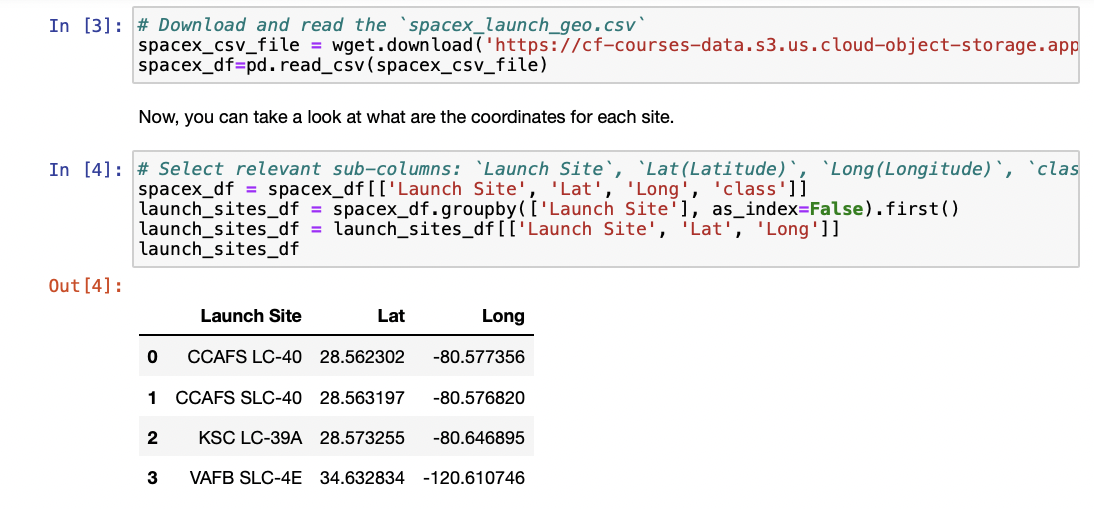 In [3]: # Download and read the `spacex_launch_geo.csv`
spacex_csv_file = wget.download('https://cf-courses-data.s3.us.cloud-object-storage.app
spacex_df=pd.read_csv(spacex_csv_file)
Now, you can take a look at what are the coordinates for each site.
In [4]: # Select relevant sub-columns: `Launch Site`, `Lat(Latitude)`, `Long(Longitude)`, `clas
spacex_df = spacex_df[['Launch Site', 'Lat', 'Long', 'class']]
launch_sites_df = spacex_df.groupby(['Launch Site'], as_index=False).first()
launch_sites_df = launch_sites_df[['Launch Site', 'Lat', 'Long']]
launch_sites_df
Out[4]:
Launch Site Lat Long
0 CCAFS LC-40 28.562302 -80.577356
1 CCAFS SLC-40 28.563197 -80.576820
2 KSC LC-39A 28.573255 -80.646895
3 VAFB SLC-4E 34.632834 -120.610746